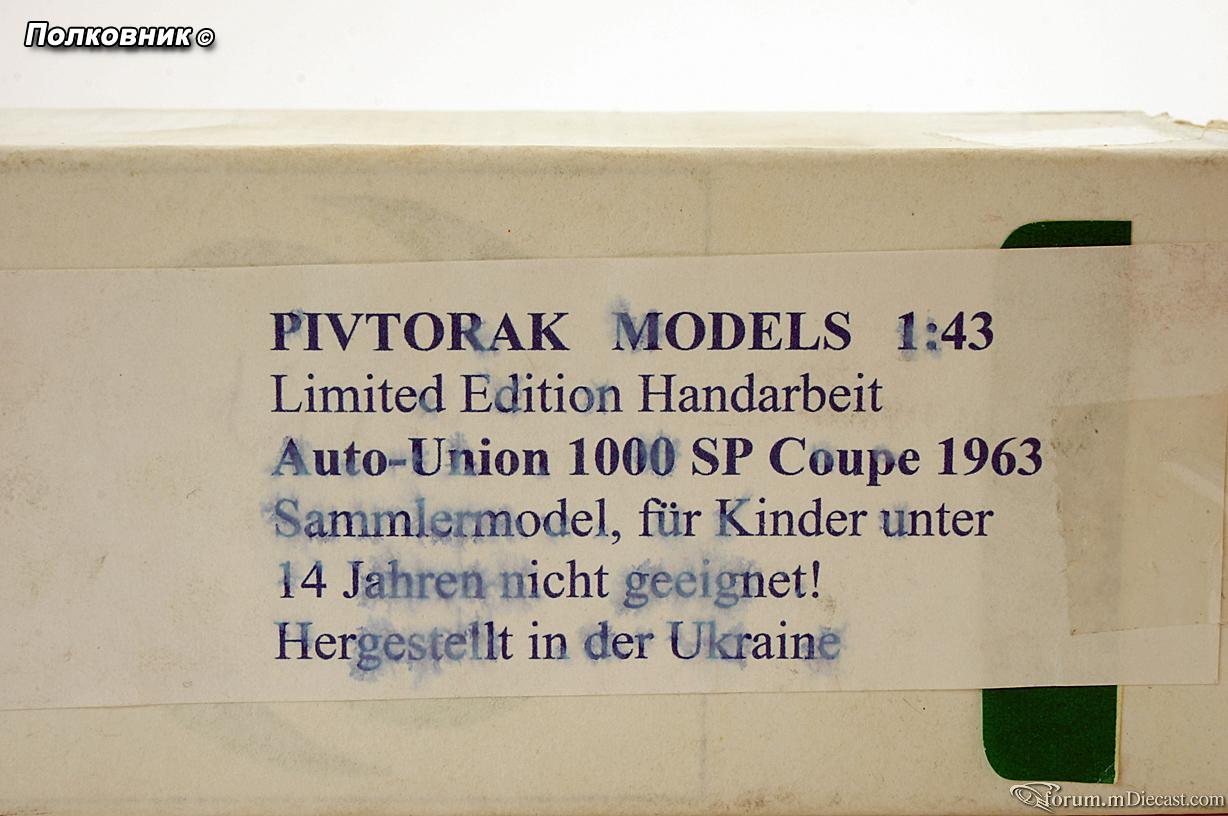 Полковник ©
PIVTORAK MODELS 1:43
Limited Edition Handarbeit
Auto-Union 1000 SP Coupe 1963
Sammlermodel, für Kinder unter
14 Jahren nicht geeignet!
Hergestellt in der Ukraine
forum.mDiecast.com